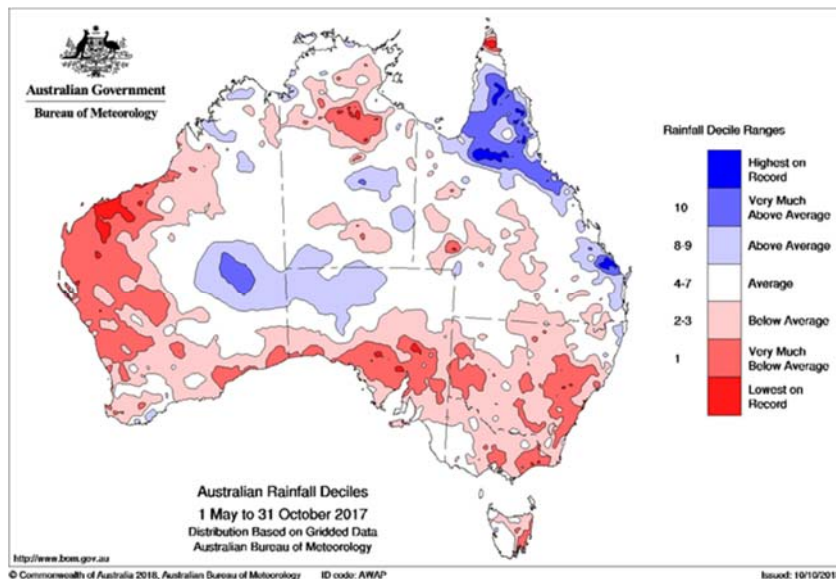 Australian Government
Bureau of Meteorology
Rainfall Decile Ranges
Highest on
Record
10
Very Much
Above Average
8-9
Above Average
4-7
Average
2-3
Below Average
1
Very Much
Below Average
Lowest on
Record
Australian Rainfall Deciles
1 May to 31 October 2017
Distribution Based on Gridded Data
Australian Bureau of Meteorology
http://www.bom.gov.au
© Commonwealth of Australia 2018, Australian Bureau of Meteorology
ID code: AWAP
Issued: